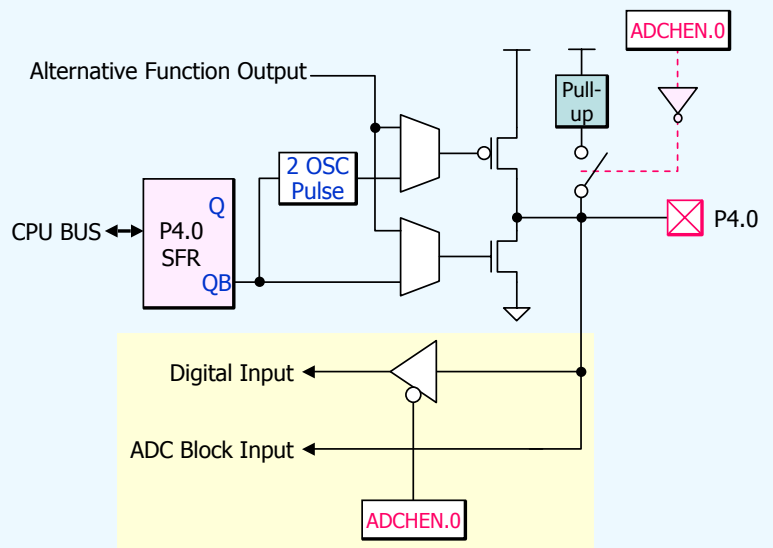 ADCHEN.0
Alternative Function Output
Pull-
up
2 OSC
Pulse
Q
CPU BUS
P4.0
SFR
QB
P4.0
Digital Input
ADC Block Input
ADCHEN.0